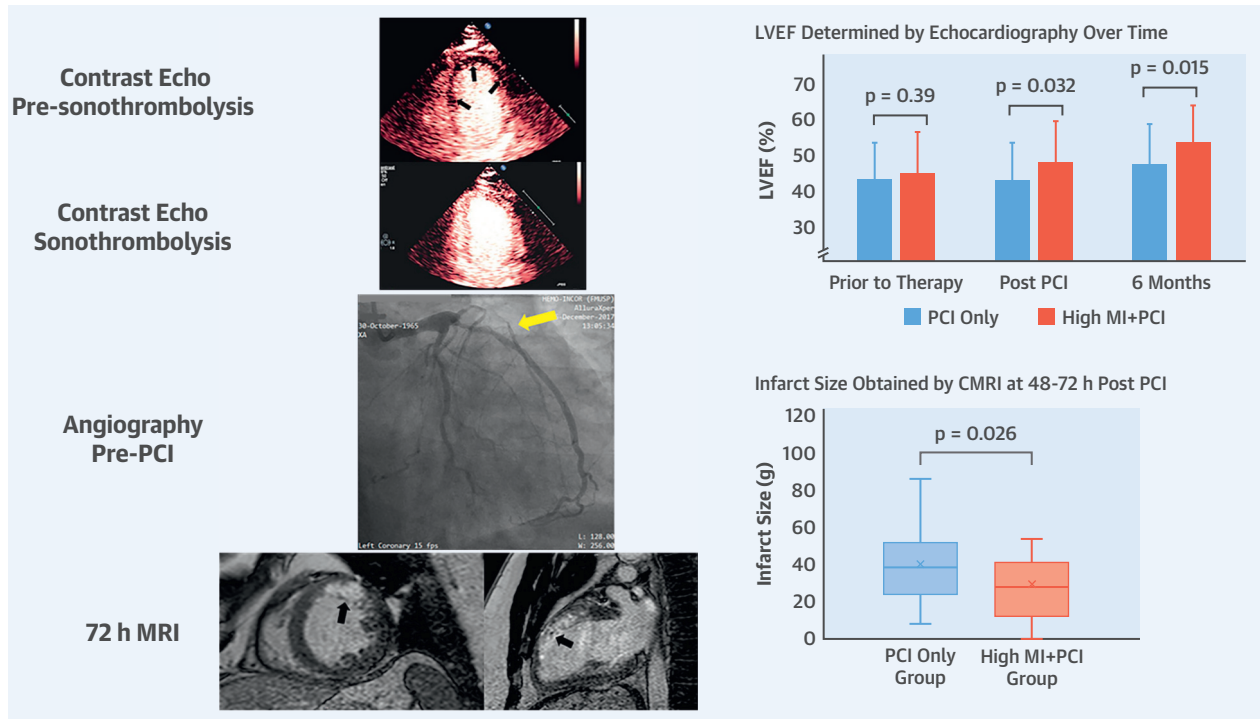 Contrast Echo
Pre-sonothrombolysis
Contrast Echo
Sonothrombolysis
HEMO-INCOR (FMUSP)
AlluraXper
30-October-1965
-December-2017
XA
13:05:34
Angiography
Pre-PCI
L: 128.00
Left Coronary 15 fps
W: 256.00
72 h MRI
LVEF Determined by Echocardiography Over Time
LVEF (%)
70
60
50
40
30
p = 0.39
p = 0.032
p = 0.015
Prior to Therapy
Post PCI
6 Months
PCI Only
High MI+PCI
Infarct Size Obtained by CMRI at 48-72 h Post PCI
Infarct Size (g)
120
100
80
60
40
20
0
p = 0.026
PCI Only
Group
High MI+PCI
Group